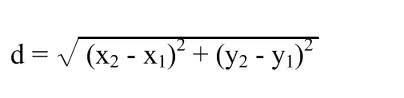 d = √(x₂ - x₁)² + (y₂ - y₁)²